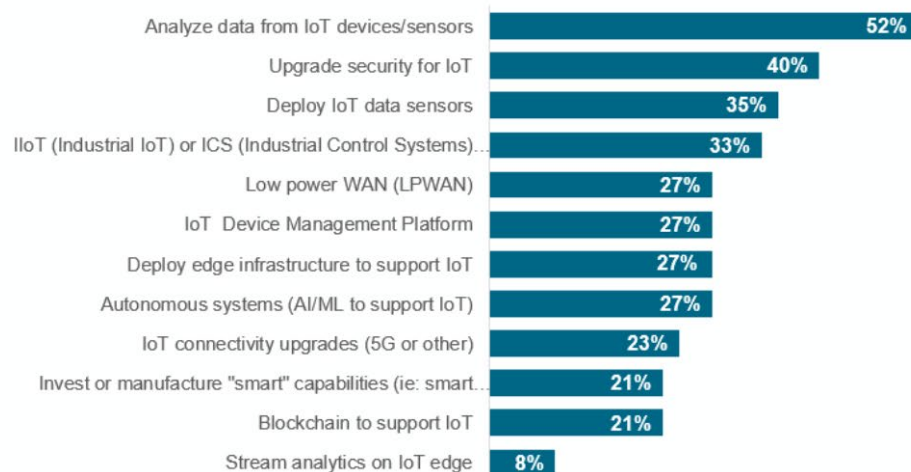 Analyze data from IoT devices/sensors 52%
Upgrade security for IoT 40%
Deploy IoT data sensors 35%
IIoT (Industrial IoT) or ICS (Industrial Control Systems)... 33%
Low power WAN (LPWAN) 27%
IoT Device Management Platform 27%
Deploy edge infrastructure to support IoT 27%
Autonomous systems (AI/ML to support IoT) 27%
IoT connectivity upgrades (5G or other) 23%
Invest or manufacture "smart" capabilities (ie: smart... 21%
Blockchain to support IoT 21%
Stream analytics on IoT edge 8%